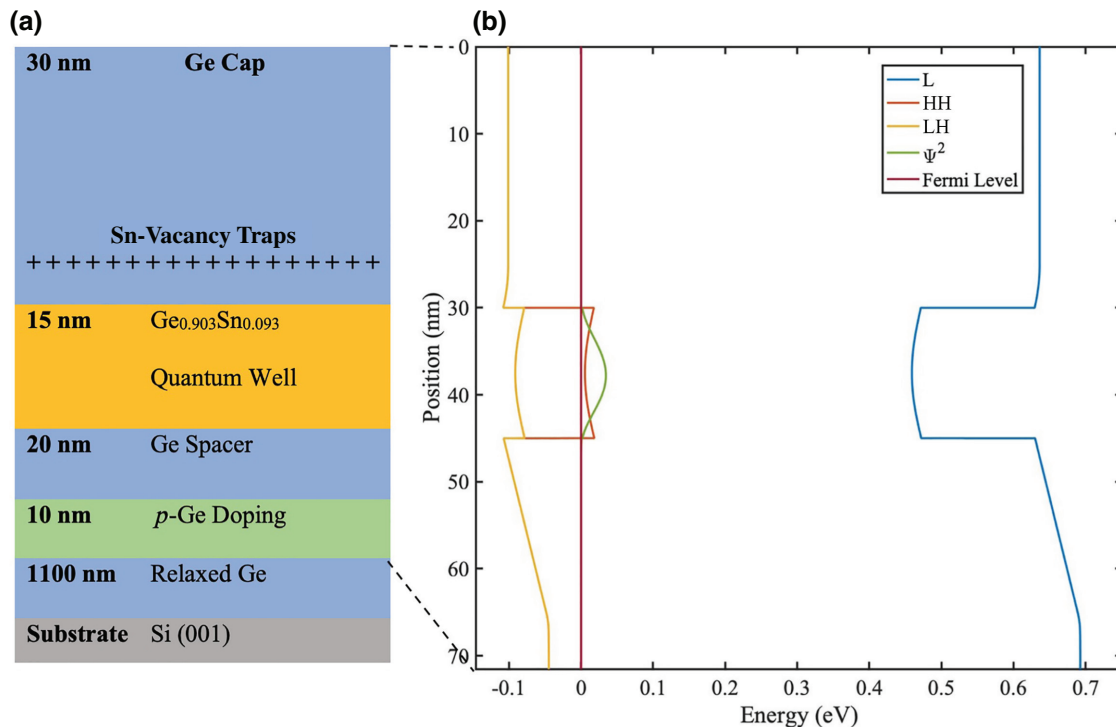 (a)
30 nm Ge Cap
Sn-Vacancy Traps
+ + + + + + + + + + + + + + + + + +
15 nm Ge0.903Sn0.093
Quantum Well
20 nm Ge Spacer
10 nm p-Ge Doping
1100 nm Relaxed Ge
Substrate Si (001)
(b)
L
HH
LH
Ψ²
Fermi Level
Position (nm)
0
10
20
30
40
50
60
70
-0.1 0 0.1 0.2 0.3 0.4 0.5 0.6 0.7
Energy (eV)